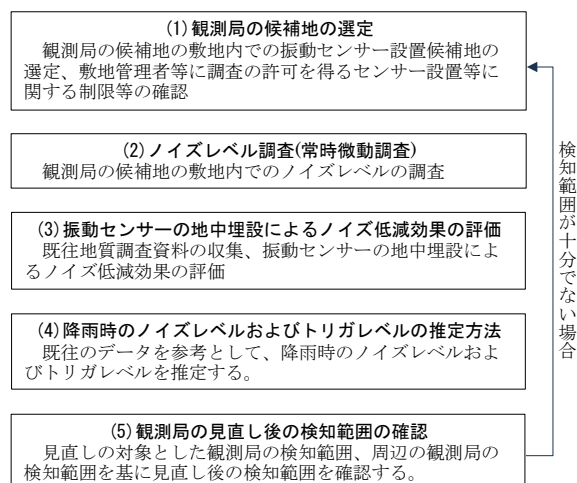 (1)観測局の候補地の選定
観測局の候補地の敷地内での振動センサー設置候補地の
選定、敷地管理者等に調査の許可を得るセンサー設置等に
関する制限等の確認
(2)ノイズレベル調査(常時微動調査)
観測局の候補地の敷地内でのノイズレベルの調査
(3)振動センサーの地中埋設によるノイズ低減効果の評価
既往地質調査資料の収集、振動センサーの地中埋設によ
るノイズ低減効果の評価
(4)降雨時のノイズレベルおよびトリガレベルの推定方法
既往のデータを参考として、降雨時のノイズレベルおよ
びトリガレベルを推定する。
(5)観測局の見直し後の検知範囲の確認
見直しの対象とした観測局の検知範囲、周辺の観測局の
検知範囲を基に見直し後の検知範囲を確認する。
検知範囲が十分でない場合